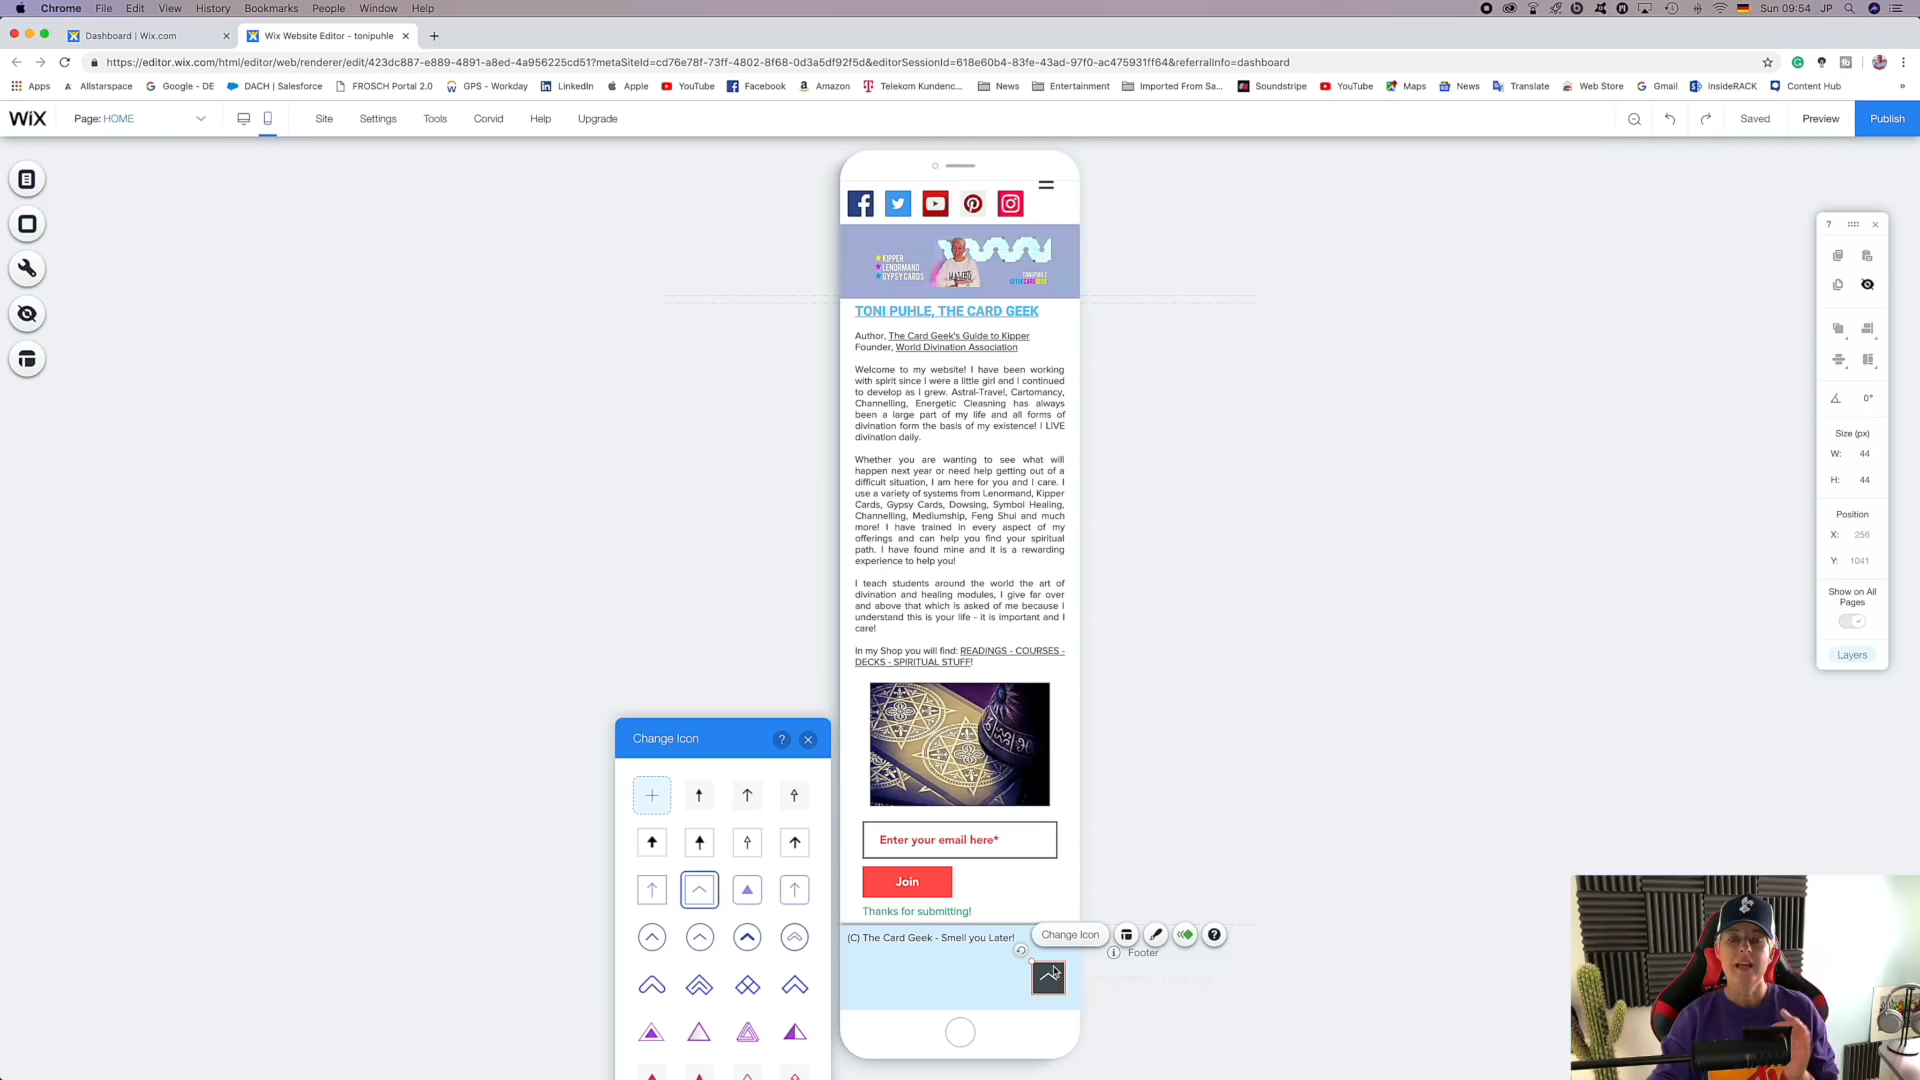 Chrome File Edit View History Bookmarks People Window Help
Sun 09:54 JP
Dashboard | Wix.com
Wix Website Editor - tonipuhle
https://editor.wix.com/html/editor/web/renderer/edit/423dc887-e889-4891-a8ed-4a956225cd51?metaSiteId=cd76e78f-73ff-4802-8f68-0d3a5df92f5d&editorSessionId=618e60b4-83fe-43ad-97f0-ac475931ff64&referralInfo=dashboard
Apps Allstarspace Google - DE DACH | Salesforce FROSCH Portal 2.0 GPS - Workday LinkedIn Apple YouTube Facebook Amazon Telekom Kundenc... News Entertainment Imported From Sa... Soundstripe YouTube Maps News Translate Web Store Gmail InsideRACK Content Hub »
WiX Page: HOME Site Settings Tools Corvid Help Upgrade Saved Preview Publish
KIPPER
LENORMAND
GYPSY CARDS
TONI
TONIPUHLE
@THECARDGEEK
TONI PUHLE, THE CARD GEEK
Author, The Card Geek's Guide to Kipper
Founder, World Divination Association
Welcome to my website! I have been working
with spirit since I were a little girl and I continued
to develop as I grew. Astral-Travel, Cartomancy,
Channelling, Energetic Cleasning has always
been a large part of my life and all forms of
divination form the basis of my existence! I LIVE
divination daily.
Whether you are wanting to see what will
happen next year or need help getting out of a
difficult situation, I am here for you and I care. I
use a variety of systems from Lenormand, Kipper
Cards, Gypsy Cards, Dowsing, Symbol Healing,
Channelling, Mediumship, Feng Shui and much
more! I have trained in every aspect of my
offerings and can help you find your spiritual
path. I have found mine and it is a rewarding
experience to help you!
I teach students around the world the art of
divination and healing modules, I give far over
and above that which is asked of me because I
understand this is your life - it is important and I
care!
In my Shop you will find: READINGS - COURSES -
DECKS - SPIRITUAL STUFF!
Enter your email here*
Join
Thanks for submitting!
(C) The Card Geek - Smell you Later!
Change Icon
Footer
Change Icon
?
?
0°
Size (px)
W: 44
H: 44
Position
X: 256
Y: 1041
Show on All
Pages
Layers